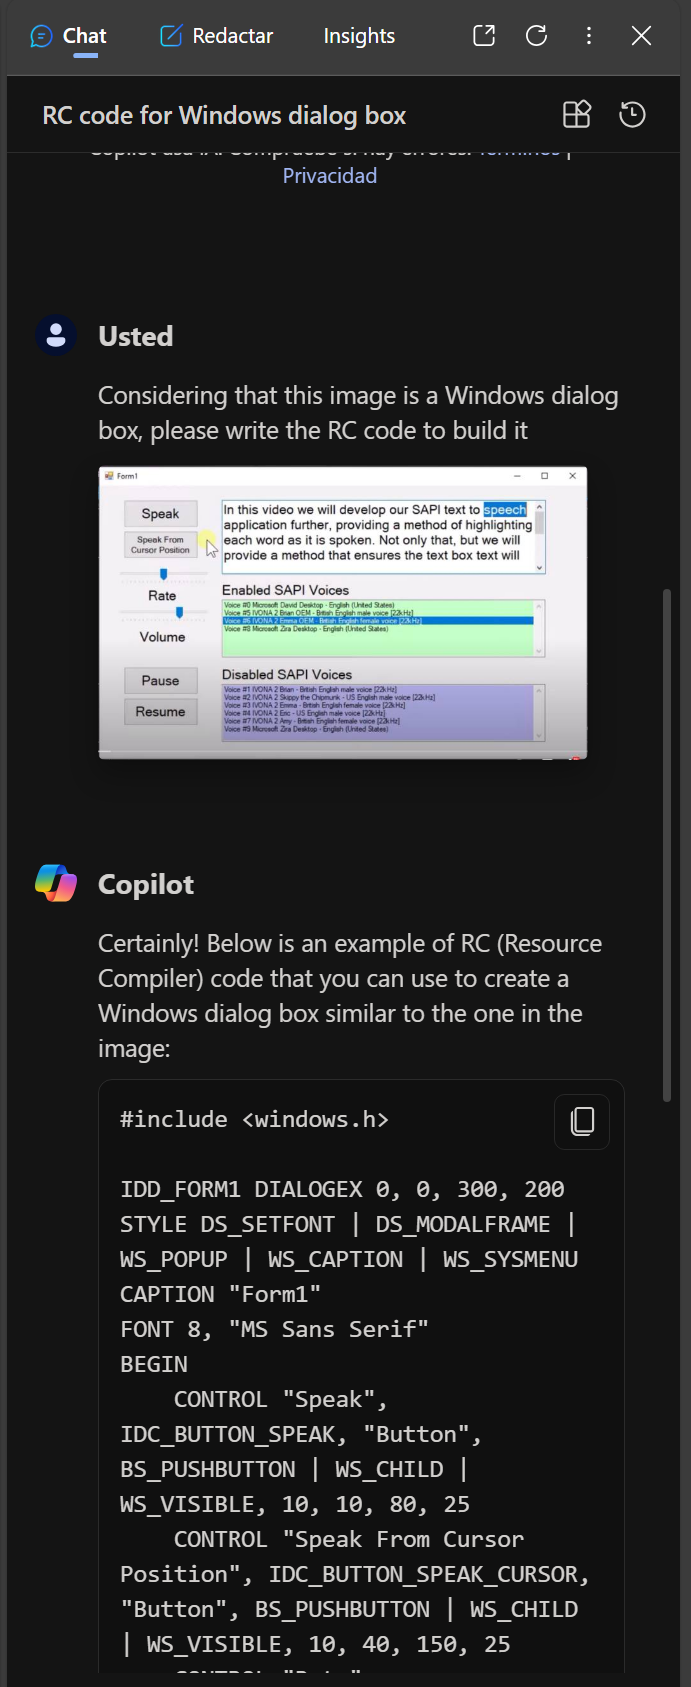 Chat Redactar Insights
RC code for Windows dialog box
Copilot usa IA. Compruebe si hay errores. Términos |
Privacidad
Usted
Considering that this image is a Windows dialog
box, please write the RC code to build it
Form1
Speak
Speak From
Cursor Position
Rate
Volume
Pause
Resume
In this video we will develop our SAPI text to speech
application further, providing a method of highlighting
each word as it is spoken. Not only that, but we will
provide a method that ensures the text box text will
Enabled SAPI Voices
Voice #0 Microsoft David Desktop - English (United States)
Voice #5 IVONA 2 Brian OEM - British English male voice [22kHz]
Voice #6 IVONA 2 Emma OEM - British English female voice [22kHz]
Voice #8 Microsoft Zira Desktop - English (United States)
Disabled SAPI Voices
Voice #1 IVONA 2 Brian - British English male voice [22kHz]
Voice #2 IVONA 2 Skippy the Chipmunk - US English male voice [22kHz]
Voice #3 IVONA 2 Emma - British English female voice [22kHz]
Voice #4 IVONA 2 Eric - US English male voice [22kHz]
Voice #7 IVONA 2 Amy - British English female voice [22kHz]
Voice #9 Microsoft Zira Desktop - English (United States)
Copilot
Certainly! Below is an example of RC (Resource
Compiler) code that you can use to create a
Windows dialog box similar to the one in the
image:
#include <windows.h>
IDD_FORM1 DIALOGEX 0, 0, 300, 200
STYLE DS_SETFONT | DS_MODALFRAME |
WS_POPUP | WS_CAPTION | WS_SYSMENU
CAPTION "Form1"
FONT 8, "MS Sans Serif"
BEGIN
    CONTROL "Speak",
IDC_BUTTON_SPEAK, "Button",
BS_PUSHBUTTON | WS_CHILD |
WS_VISIBLE, 10, 10, 80, 25
    CONTROL "Speak From Cursor
Position", IDC_BUTTON_SPEAK_CURSOR,
"Button", BS_PUSHBUTTON | WS_CHILD
| WS_VISIBLE, 10, 40, 150, 25
    CONTROL "Rate",